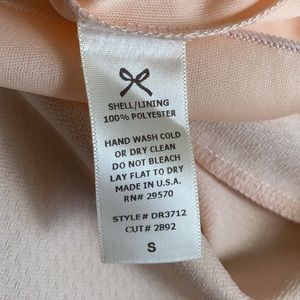 SHELL/LINING
100% POLYESTER
HAND WASH COLD
OR DRY CLEAN
DO NOT BLEACH
LAY FLAT TO DRY
MADE IN U.S.A.
RN# 29570
STYLE# DR3712
CUT# 2892
S